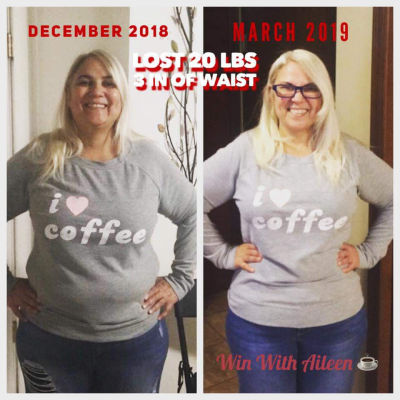 DECEMBER 2018
MARCH 2019
LOST 20 LBS
3 IN OF WAIST
i
coffee
i
coffee
Win With Aileen